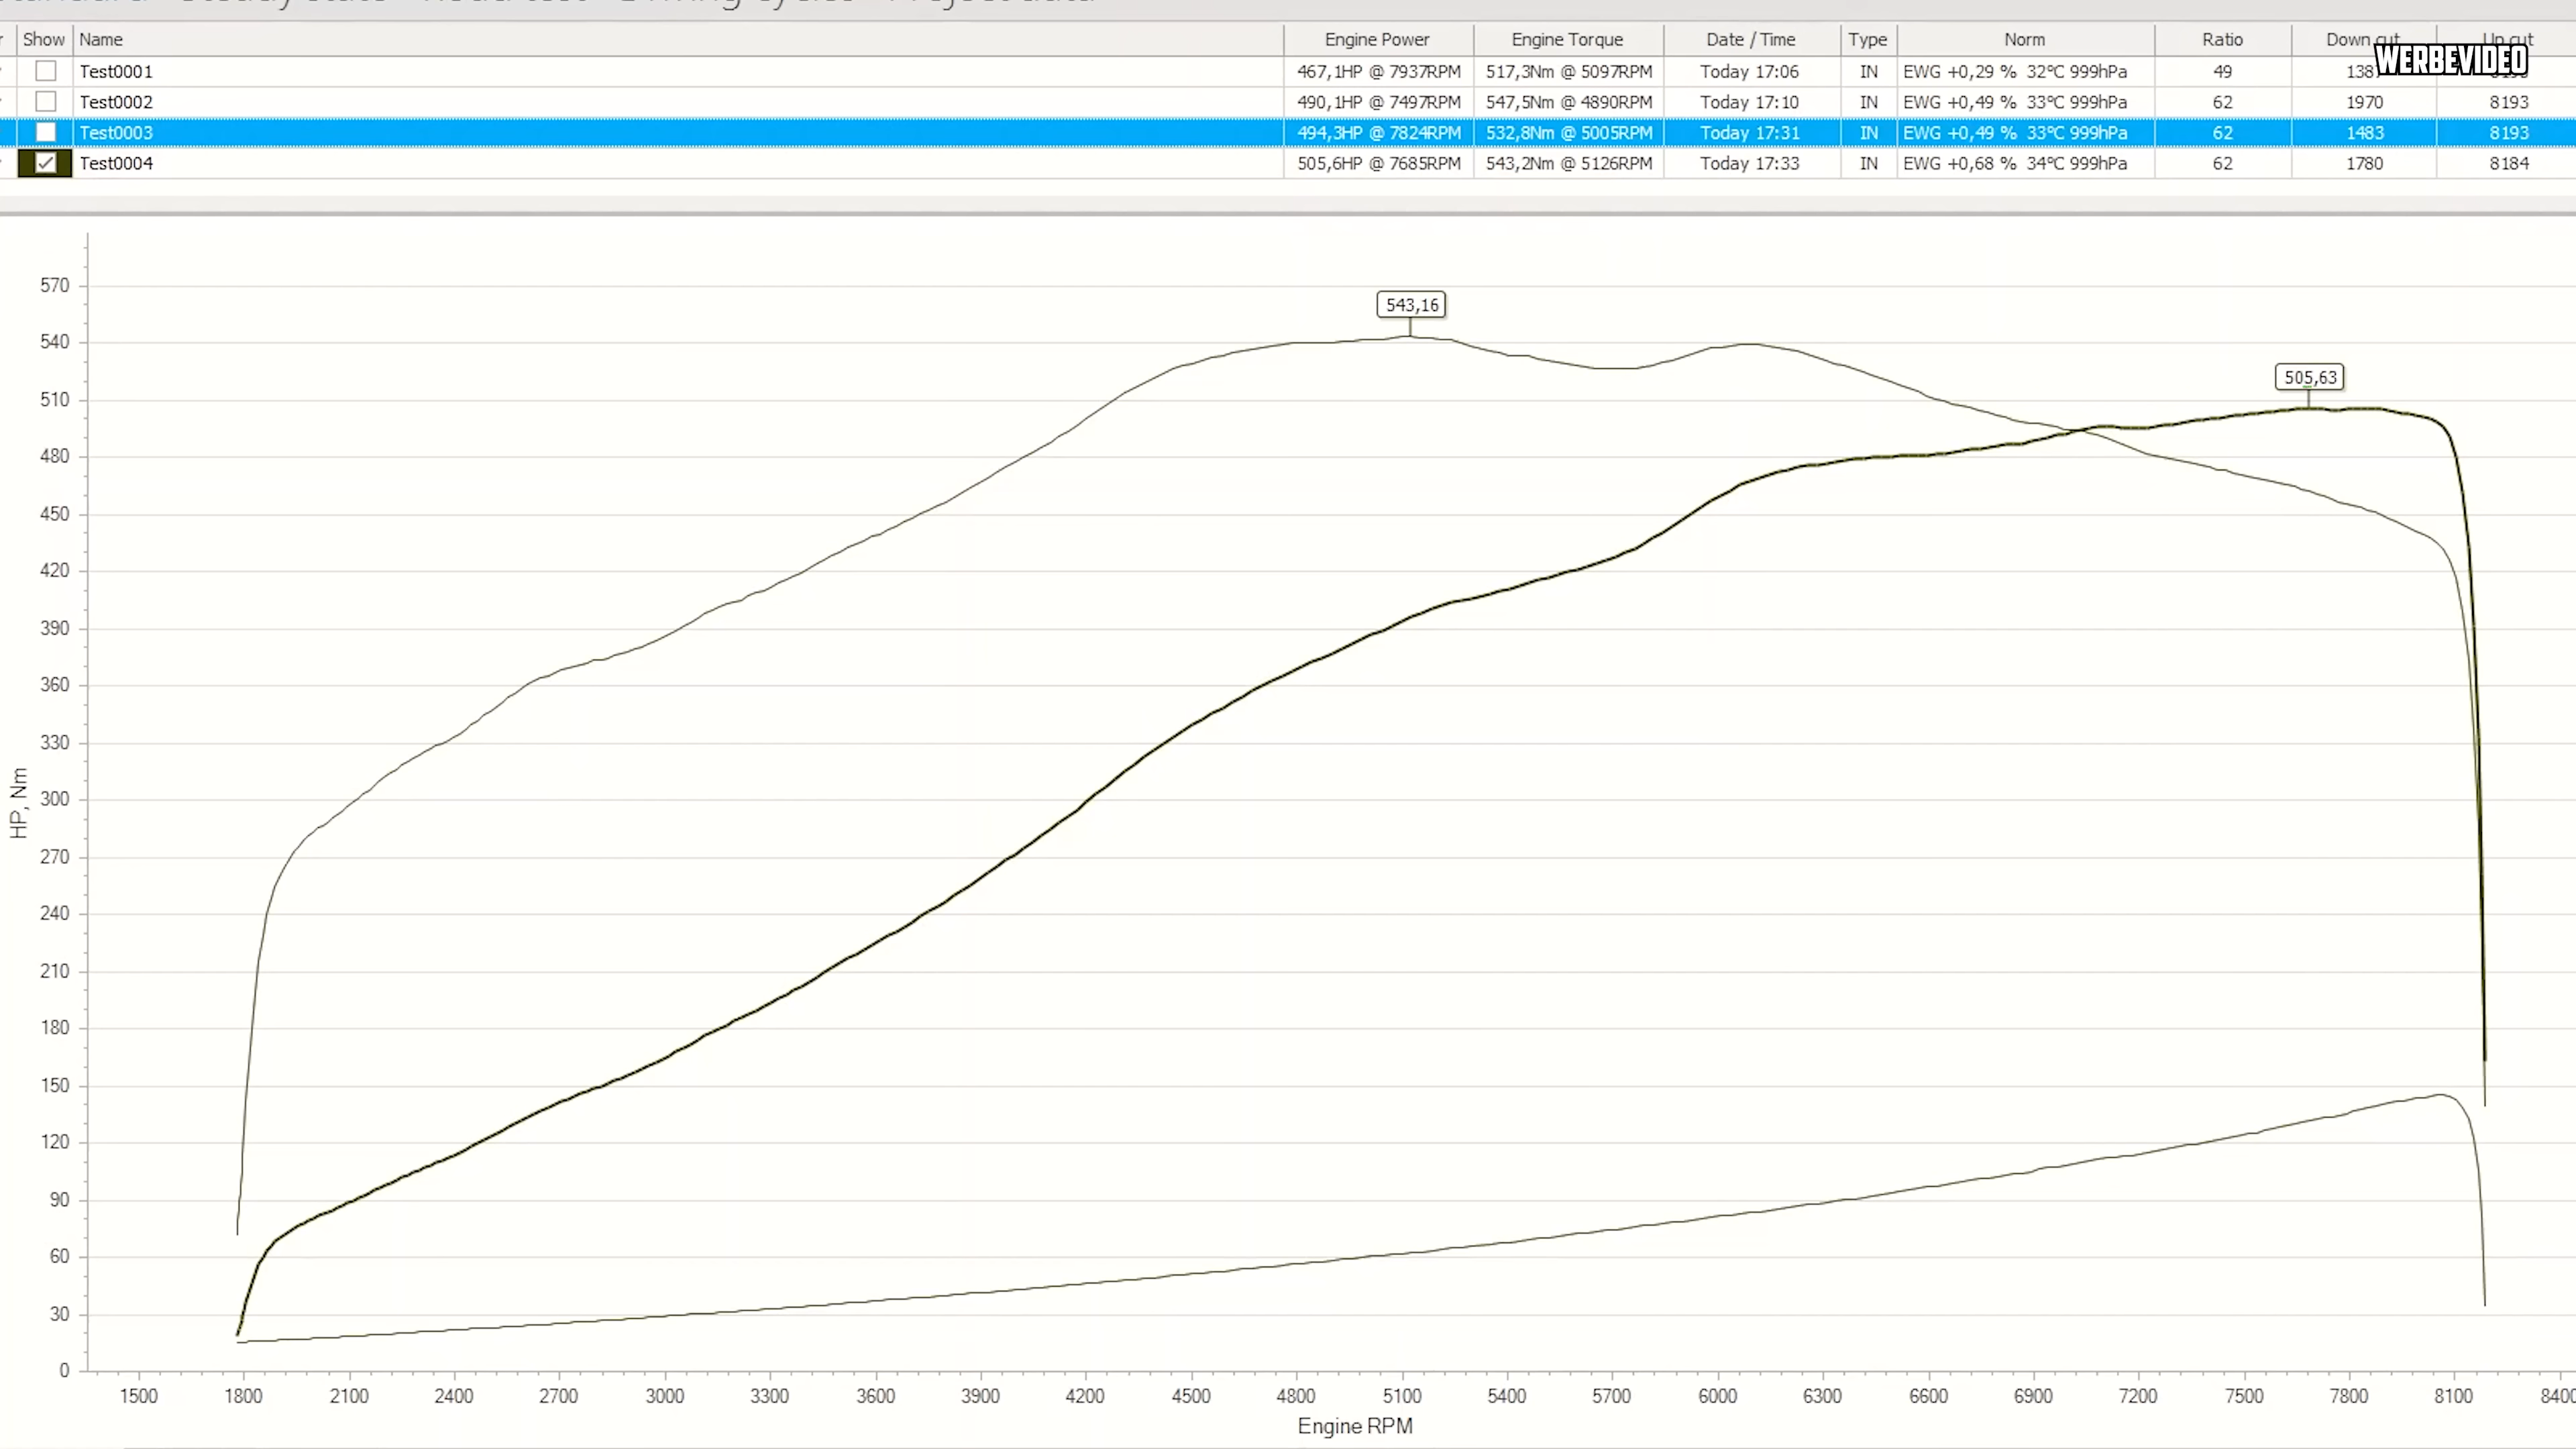 Show Name Engine Power Engine Torque Date / Time Type Norm Ratio Down cut Up cut
WERBEVIDEO
Test0001 467,1HP @ 7937RPM 517,3Nm @ 5097RPM Today 17:06 IN EWG +0,29 % 32°C 999hPa 49
Test0002 490,1HP @ 7497RPM 547,5Nm @ 4890RPM Today 17:10 IN EWG +0,49 % 33°C 999hPa 62 1970 8193
Test0003 494,3HP @ 7824RPM 532,8Nm @ 5005RPM Today 17:31 IN EWG +0,49 % 33°C 999hPa 62 1483 8193
Test0004 505,6HP @ 7685RPM 543,2Nm @ 5126RPM Today 17:33 IN EWG +0,68 % 34°C 999hPa 62 1780 8184
570
543,16
540
505,63
510
480
450
420
390
360
330
300
HP, Nm
270
240
210
180
150
120
90
60
30
0
1500 1800 2100 2400 2700 3000 3300 3600 3900 4200 4500 4800 5100 5400 5700 6000 6300 6600 6900 7200 7500 7800 8100 8400
Engine RPM